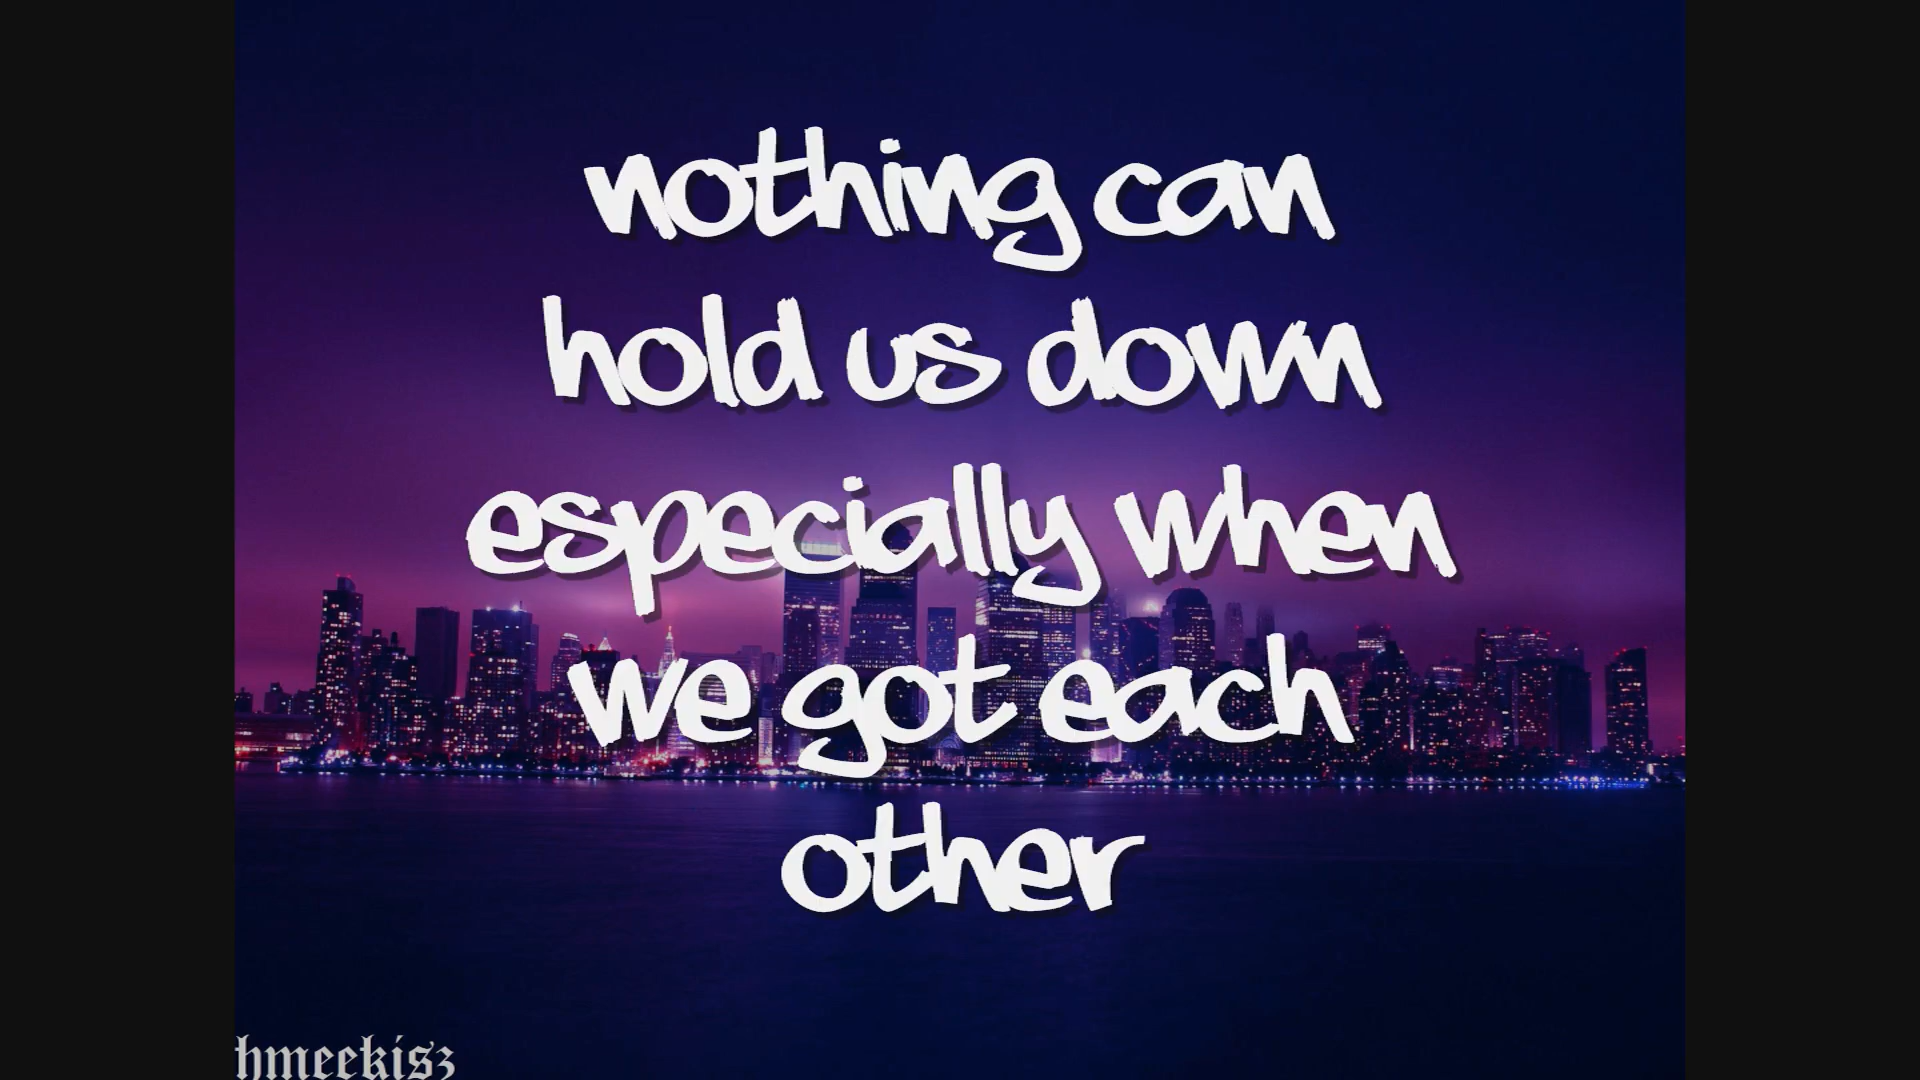 nothing can
hold us down
especially when
we got each
other
hmeekisz